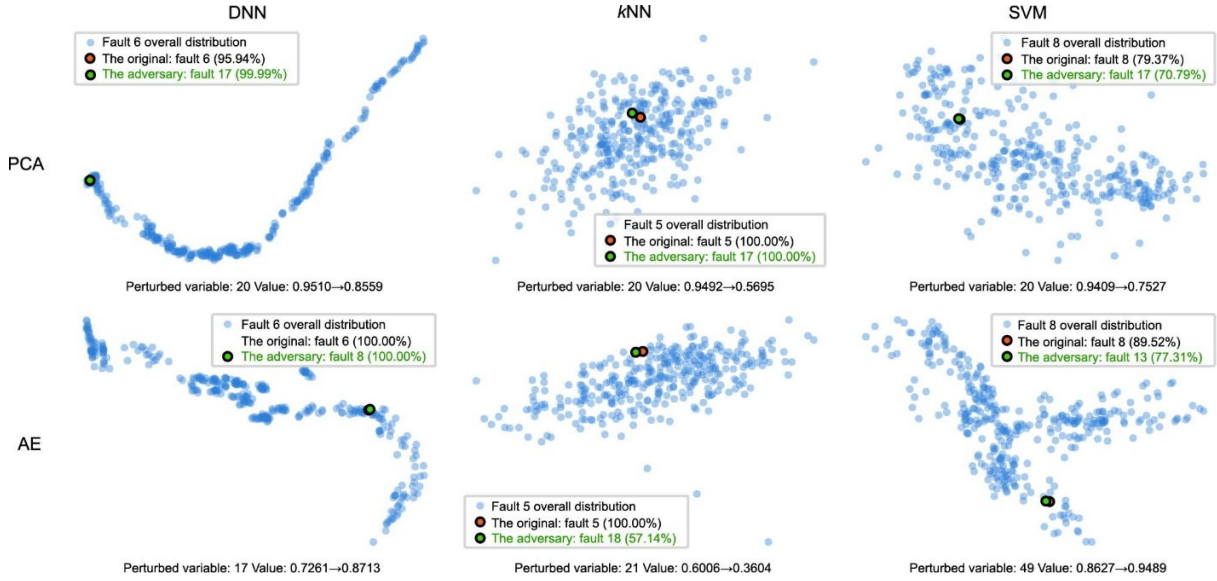 DNN
kNN
SVM
PCA
Fault 6 overall distribution
The original: fault 6 (95.94%)
The adversary: fault 17 (99.99%)
Perturbed variable: 20 Value: 0.9510→0.8559
Fault 5 overall distribution
The original: fault 5 (100.00%)
The adversary: fault 17 (100.00%)
Perturbed variable: 20 Value: 0.9492→0.5695
Fault 8 overall distribution
The original: fault 8 (79.37%)
The adversary: fault 17 (70.79%)
Perturbed variable: 20 Value: 0.9409→0.7527
AE
Fault 6 overall distribution
The original: fault 6 (100.00%)
The adversary: fault 8 (100.00%)
Perturbed variable: 17 Value: 0.7261→0.8713
Fault 5 overall distribution
The original: fault 5 (100.00%)
The adversary: fault 18 (57.14%)
Perturbed variable: 21 Value: 0.6006→0.3604
Fault 8 overall distribution
The original: fault 8 (89.52%)
The adversary: fault 13 (77.31%)
Perturbed variable: 49 Value: 0.8627→0.9489